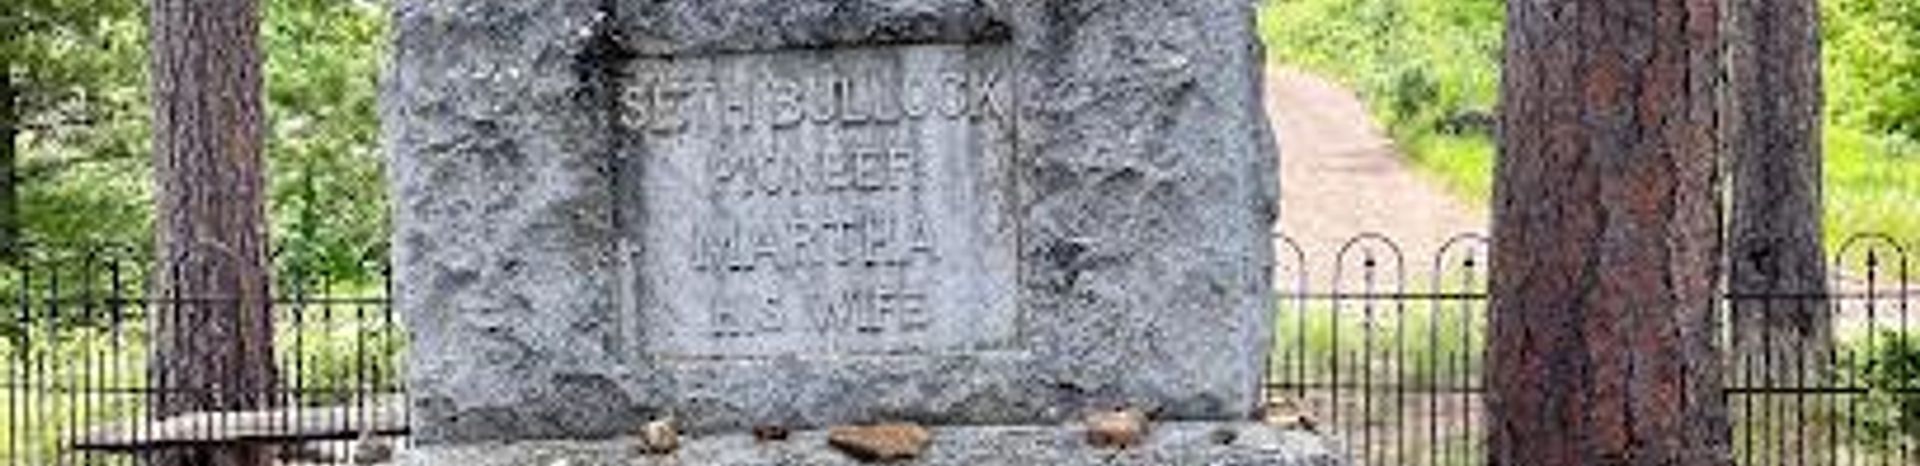 SETH BULLOCK
PIONEER
MARTHA
HIS WIFE